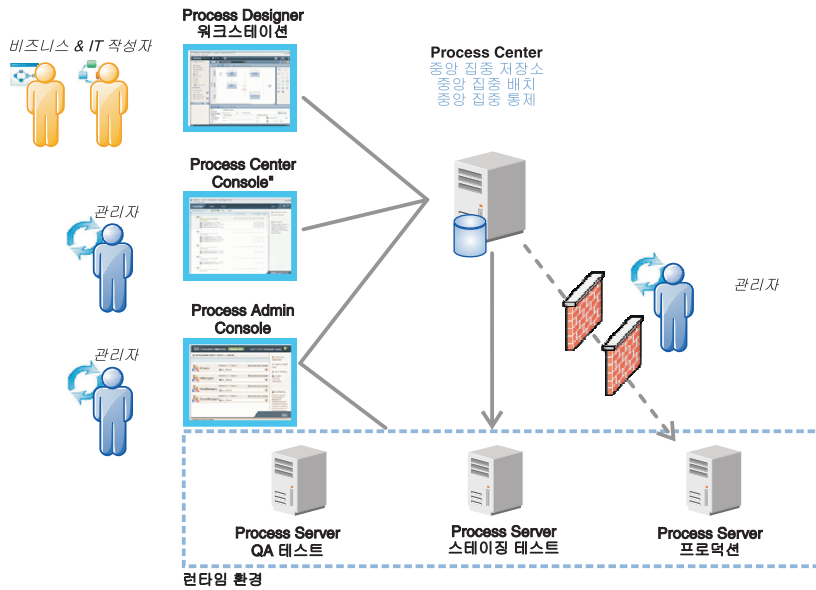 Process Designer
워크스테이션
비즈니스 & IT 작성자
Process Center
중앙 집중 저장소
중앙 집중 배치
중앙 집중 통제
Process Center
Console"
관리자
관리자
Process Admin
Console
관리자
Process Server
QA 테스트
Process Server
스테이징 테스트
Process Server
프로덕션
런타임 환경